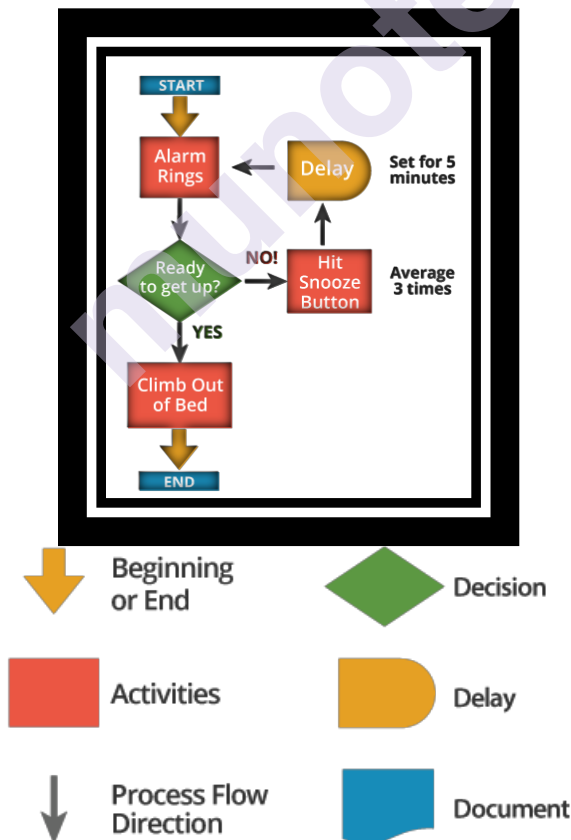 START
Alarm
Rings
Delay
Set for 5
minutes
Ready
to get up?
NO!
Hit
Snooze
Button
Average
3 times
YES
Climb Out
of Bed
END
Beginning
or End
Decision
Activities
Delay
Process Flow
Direction
Document
munote